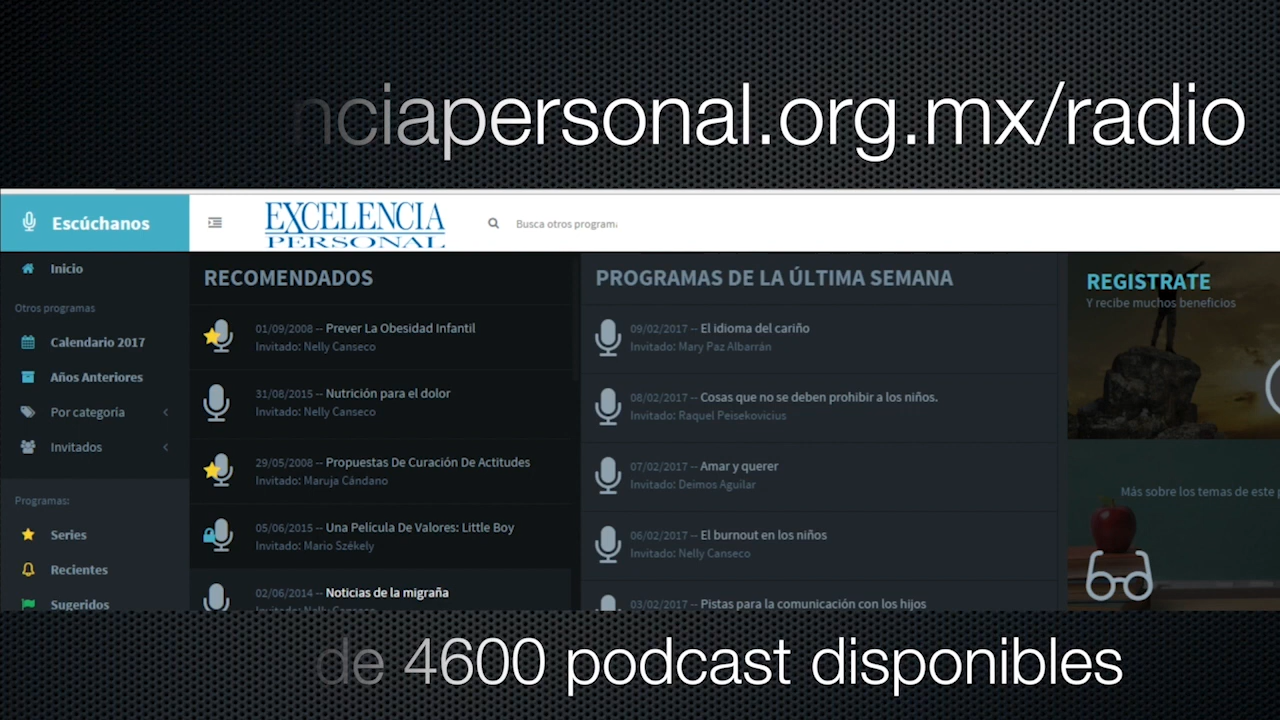 nciapersonal.org.mx/radio
Escúchanos
EXCELENCIA
PERSONAL
Busca otros programa
Inicio
Otros programas
Calendario 2017
Años Anteriores
Por categoría
Invitados
Programas:
Series
Recientes
Sugeridos
RECOMENDADOS
01/09/2008 -- Prever La Obesidad Infantil
Invitado: Nelly Canseco
31/08/2015 -- Nutrición para el dolor
Invitado: Nelly Canseco
29/05/2008 -- Propuestas De Curación De Actitudes
Invitado: Maruja Cándano
05/06/2015 -- Una Película De Valores: Little Boy
Invitado: Mario Székely
02/06/2014 -- Noticias de la migraña
Invitado: Nelly Canseco
PROGRAMAS DE LA ÚLTIMA SEMANA
09/02/2017 -- El idioma del cariño
Invitado: Mary Paz Albarrán
08/02/2017 -- Cosas que no se deben prohibir a los niños.
Invitado: Raquel Peisekovicius
07/02/2017 -- Amar y querer
Invitado: Deimos Aguilar
06/02/2017 -- El burnout en los niños
Invitado: Nelly Canseco
03/02/2017 -- Pistas para la comunicación con los hijos
REGISTRATE
Y recibe muchos beneficios
Más sobre los temas de este
de 4600 podcast disponibles